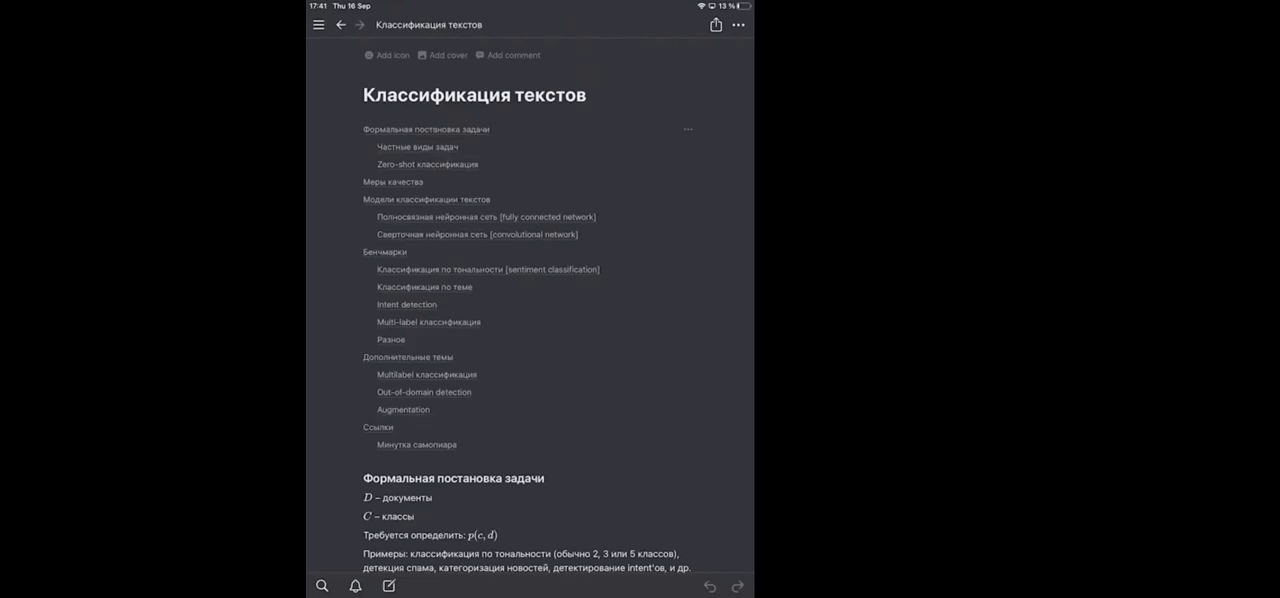 17:41 Thu 16 Sep 13 %
Классификация текстов
Add icon Add cover Add comment
Классификация текстов
Формальная постановка задачи
Частные виды задач
Zero-shot классификация
Меры качества
Модели классификации текстов
Полносвязная нейронная сеть [fully connected network]
Сверточная нейронная сеть [convolutional network]
Бенчмарки
Классификация по тональности [sentiment classification]
Классификация по теме
Intent detection
Multi-label классификация
Разное
Дополнительные темы
Multilabel классификация
Out-of-domain detection
Augmentation
Ссылки
Минутка самопиара
Формальная постановка задачи
D – документы
C – классы
Требуется определить: p(c, d)
Примеры: классификация по тональности (обычно 2, 3 или 5 классов),
детекция спама, категоризация новостей, детектирование intent'ов, и др.